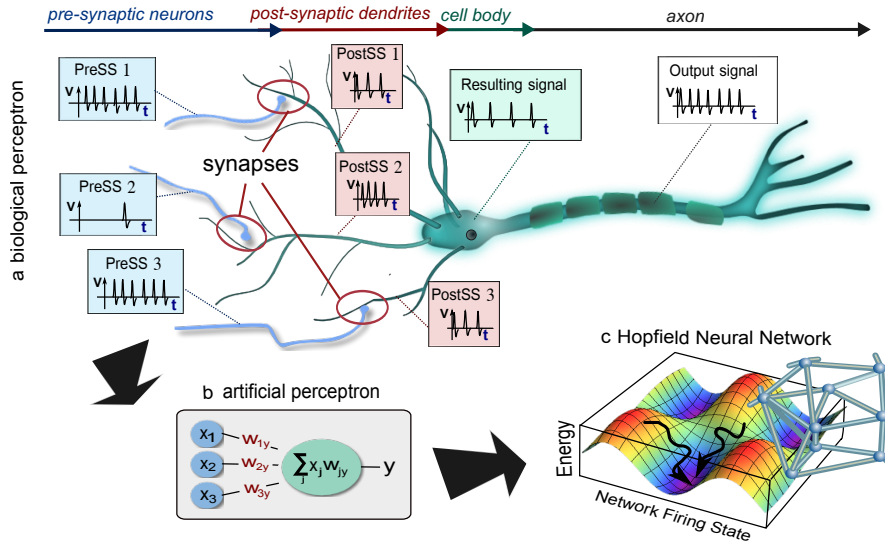 pre-synaptic neurons
post-synaptic dendrites
cell body
axon
a biological perceptron
PreSS 1
V
t
PostSS 1
V
t
Resulting signal
V
t
Output signal
V
t
synapses
PreSS 2
V
t
PostSS 2
V
t
PreSS 3
V
t
PostSS 3
V
t
b artificial perceptron
x1 w1y
x2 w2y
x3 w3y
∑j xjwjy
y
c Hopfield Neural Network
Energy
Network Firing State